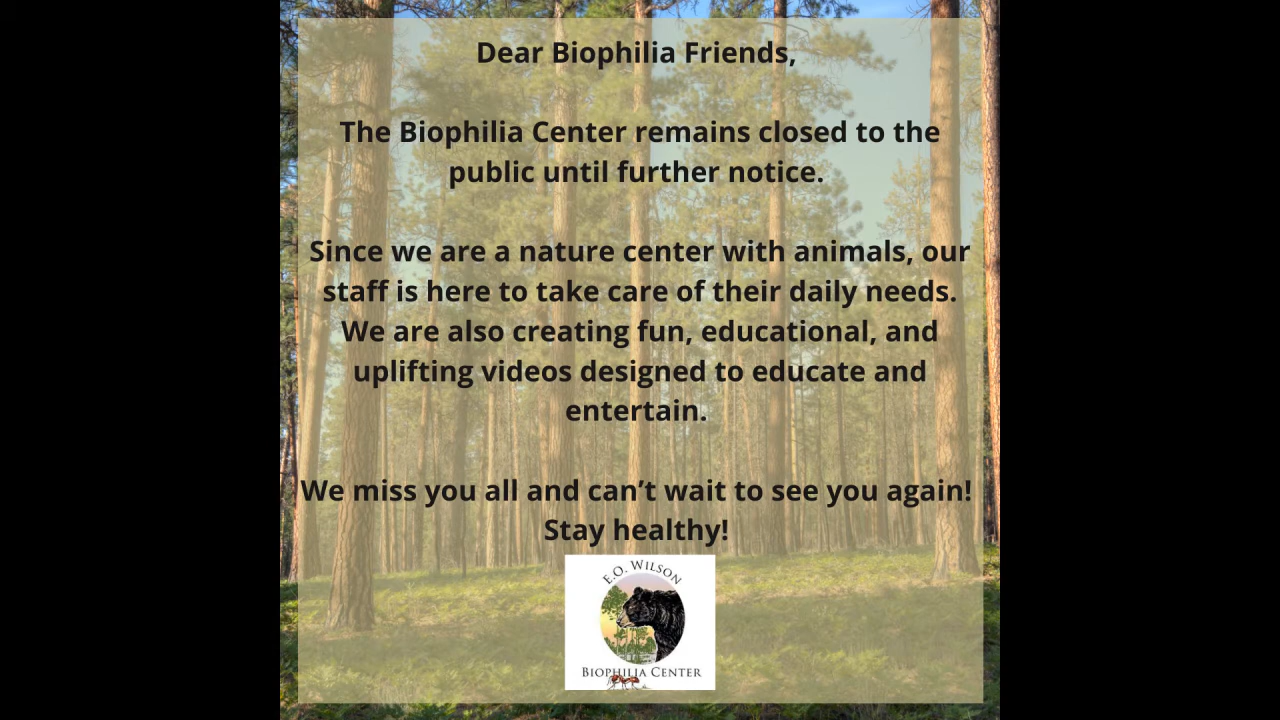 Dear Biophilia Friends,
The Biophilia Center remains closed to the
public until further notice.
Since we are a nature center with animals, our
staff is here to take care of their daily needs.
We are also creating fun, educational, and
uplifting videos designed to educate and
entertain.
We miss you all and can’t wait to see you again!
Stay healthy!
E.O. WILSON
BIOPHILIA CENTER